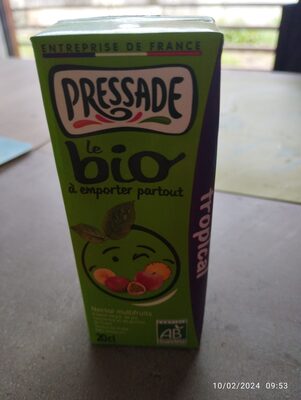 ENTREPRISE DE FRANCE
PRESSADE
le
bio
à emporter partout
Tropical
Nectar multifruits
20cl
AB
10/02/2024 09:53